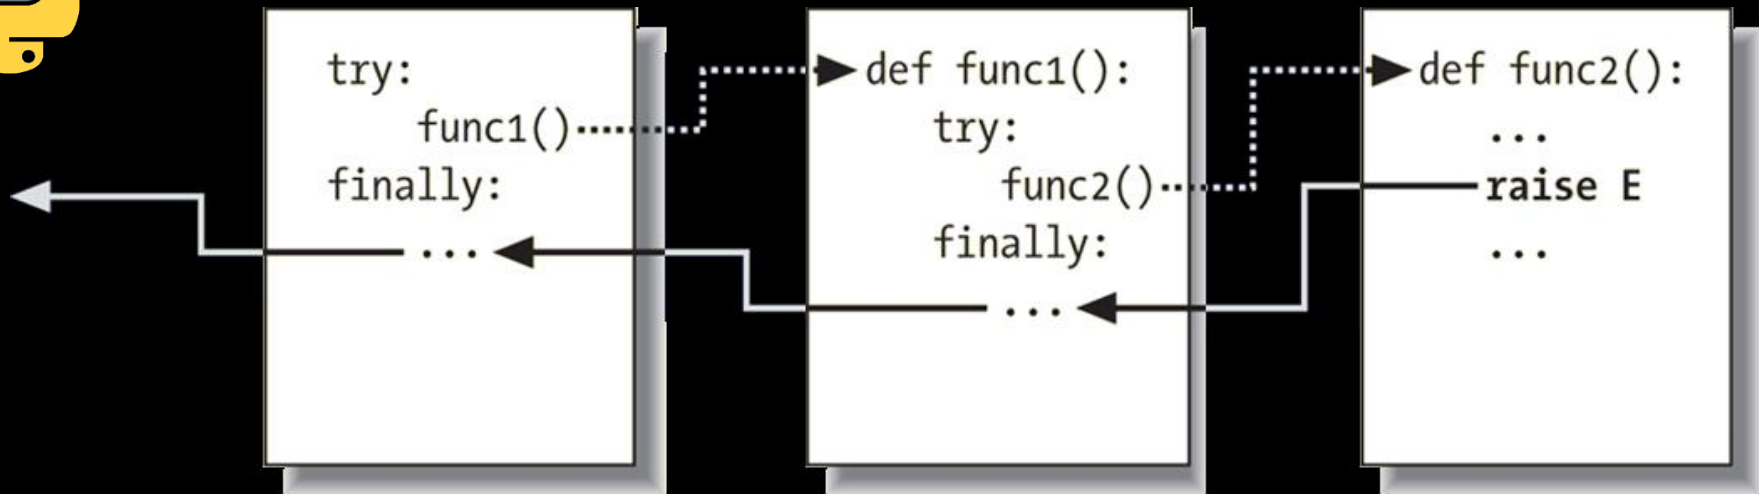 try:
func1()
finally:
...
def func1():
try:
func2()
finally:
...
def func2():
...
raise E
...